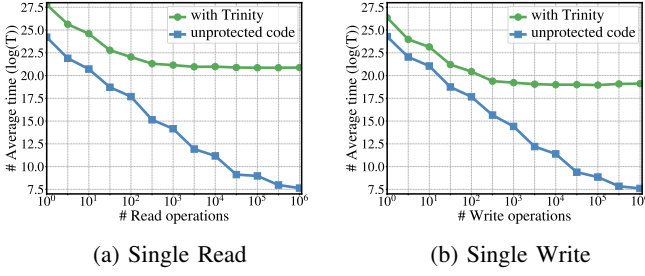 27.5
25.0
22.5
20.0
17.5
15.0
12.5
10.0
7.5
# Average time (log(T))
with Trinity
unprotected code
10^0 10^1 10^2 10^3 10^4 10^5 10^6
# Read operations
(a) Single Read
27.5
25.0
22.5
20.0
17.5
15.0
12.5
10.0
7.5
# Average time (log(T))
with Trinity
unprotected code
10^0 10^1 10^2 10^3 10^4 10^5 10^6
# Write operations
(b) Single Write